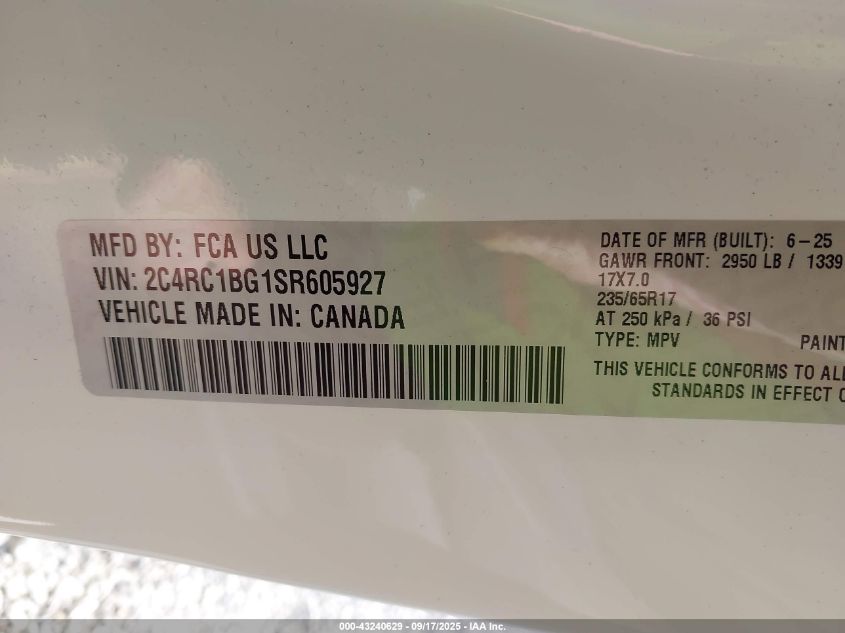 MFD BY: FCA US LLC
VIN: 2C4RC1BG1SR605927
VEHICLE MADE IN: CANADA
DATE OF MFR (BUILT): 6-25
GAWR FRONT: 2950 LB / 1339
17X7.0
235/65R17
AT 250 kPa / 36 PSI
TYPE: MPV PAINT
THIS VEHICLE CONFORMS TO ALL
STANDARDS IN EFFECT O
000-43240629 - 09/17/2025 - IAA Inc.